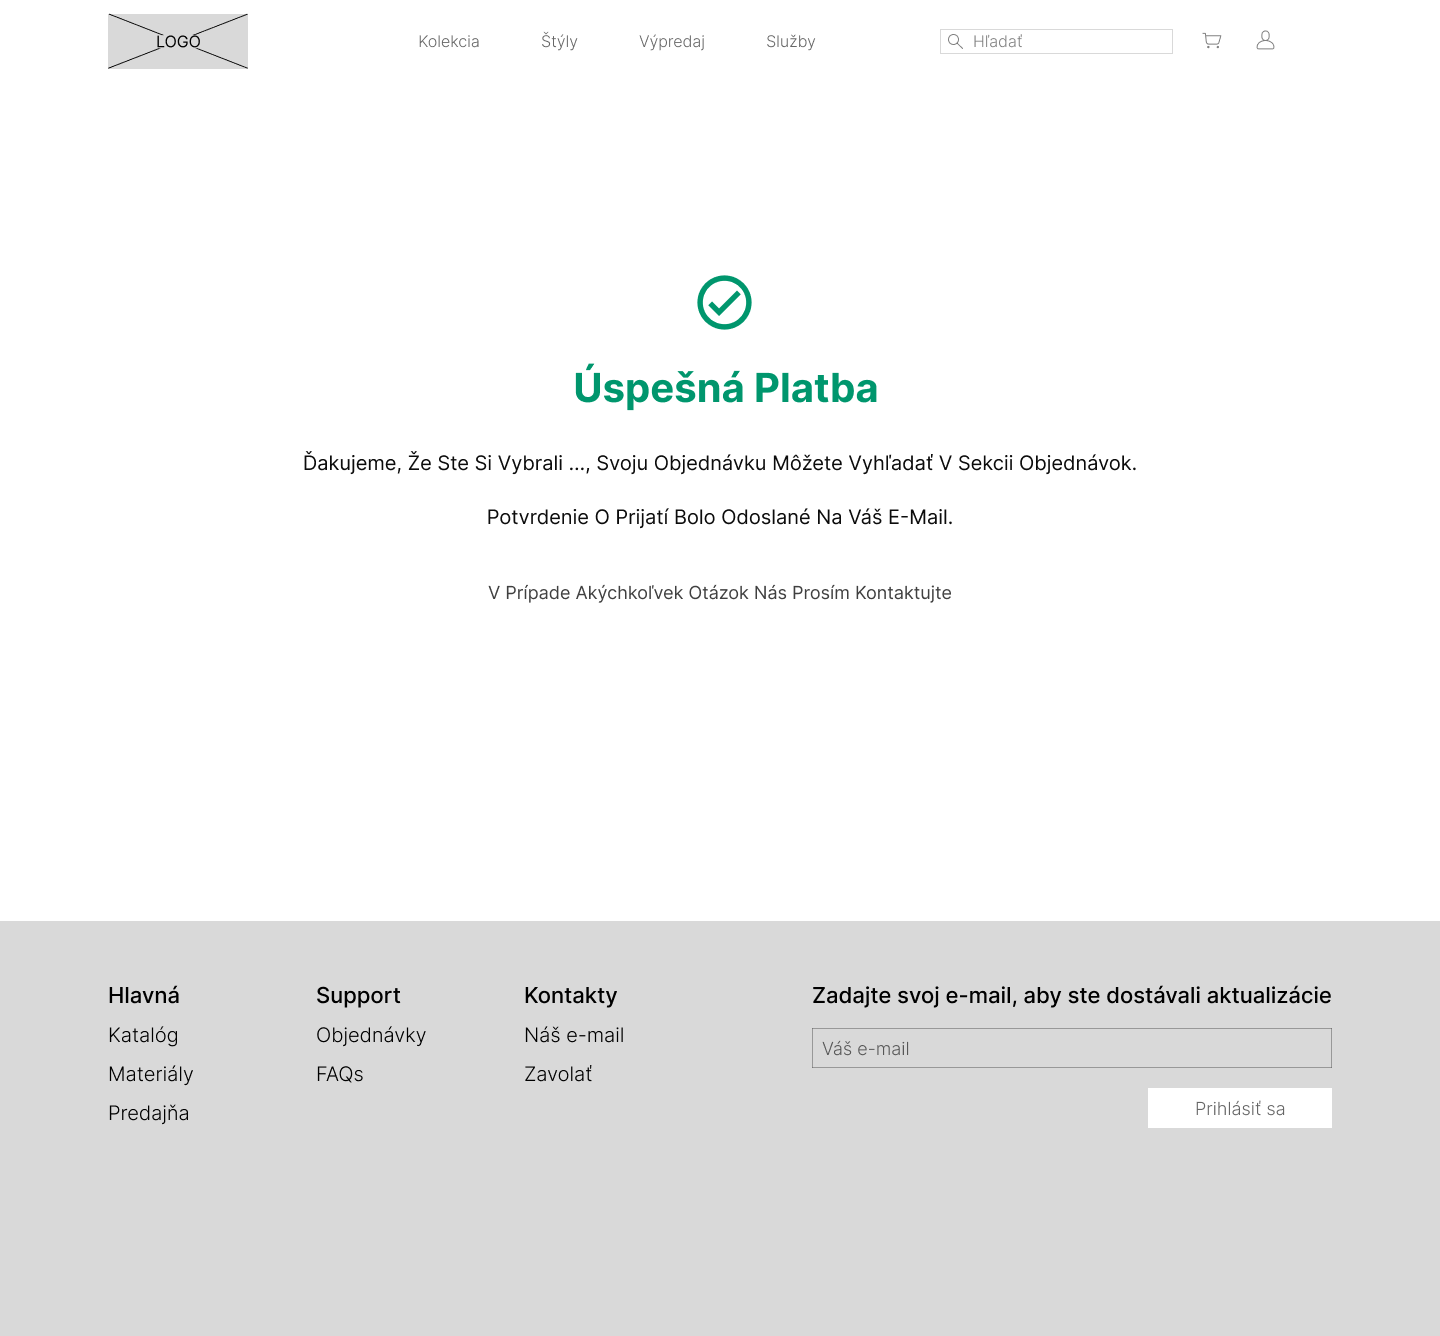 LOGO
Kolekcia
Štýly
Výpredaj
Služby
Hľadať
Úspešná Platba
Ďakujeme, Že Ste Si Vybrali ..., Svoju Objednávku Môžete Vyhľadať V Sekcii Objednávok.
Potvrdenie O Prijatí Bolo Odoslané Na Váš E-Mail.
V Prípade Akýchkoľvek Otázok Nás Prosím Kontaktujte
Hlavná
Katalóg
Materiály
Predajňa
Support
Objednávky
FAQs
Kontakty
Náš e-mail
Zavolať
Zadajte svoj e-mail, aby ste dostávali aktualizácie
Váš e-mail
Prihlásiť sa